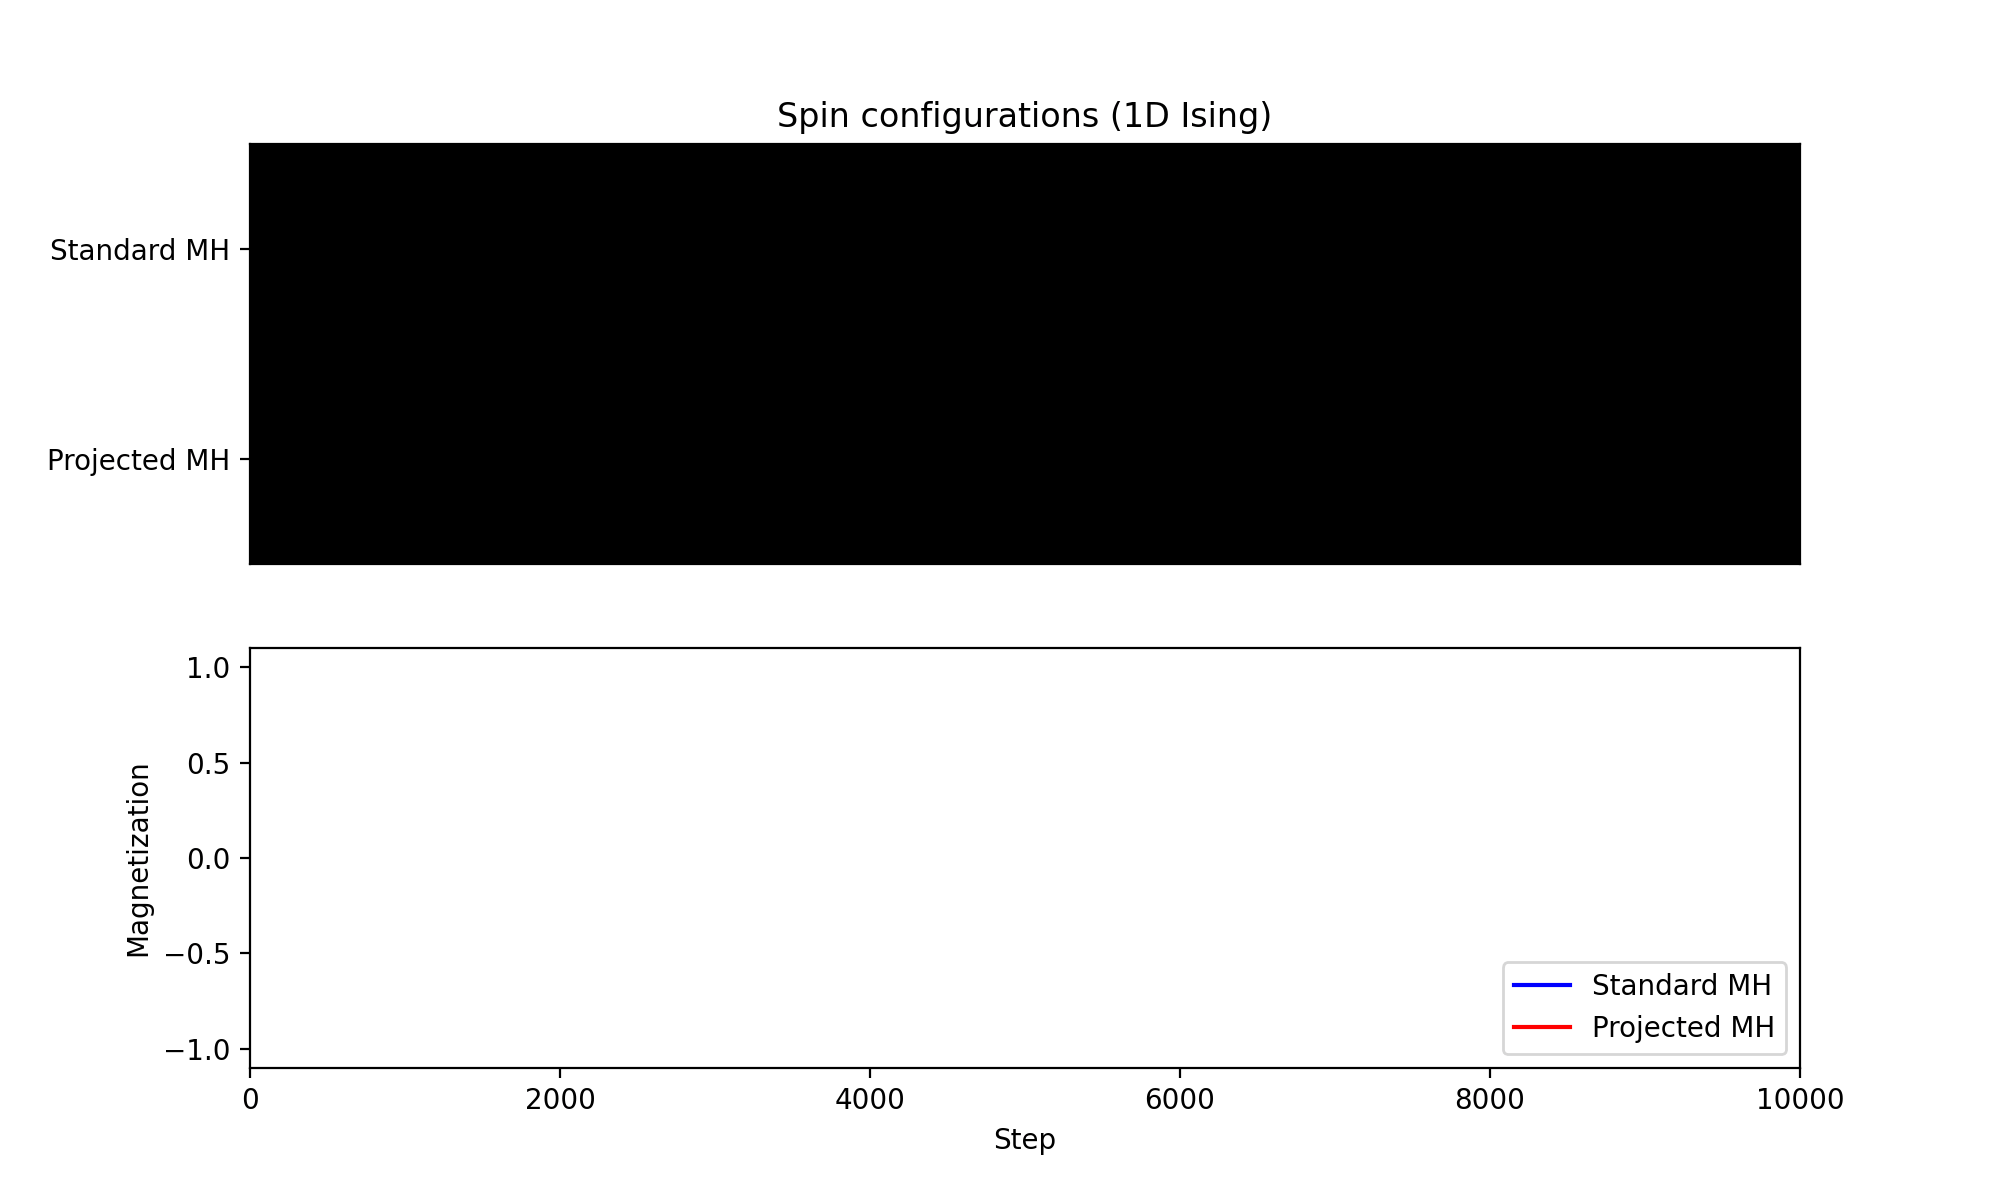 Spin configurations (1D Ising)
Standard MH
Projected MH
1.0
0.5
0.0
−0.5
−1.0
Magnetization
Standard MH
Projected MH
0 2000 4000 6000 8000 10000
Step